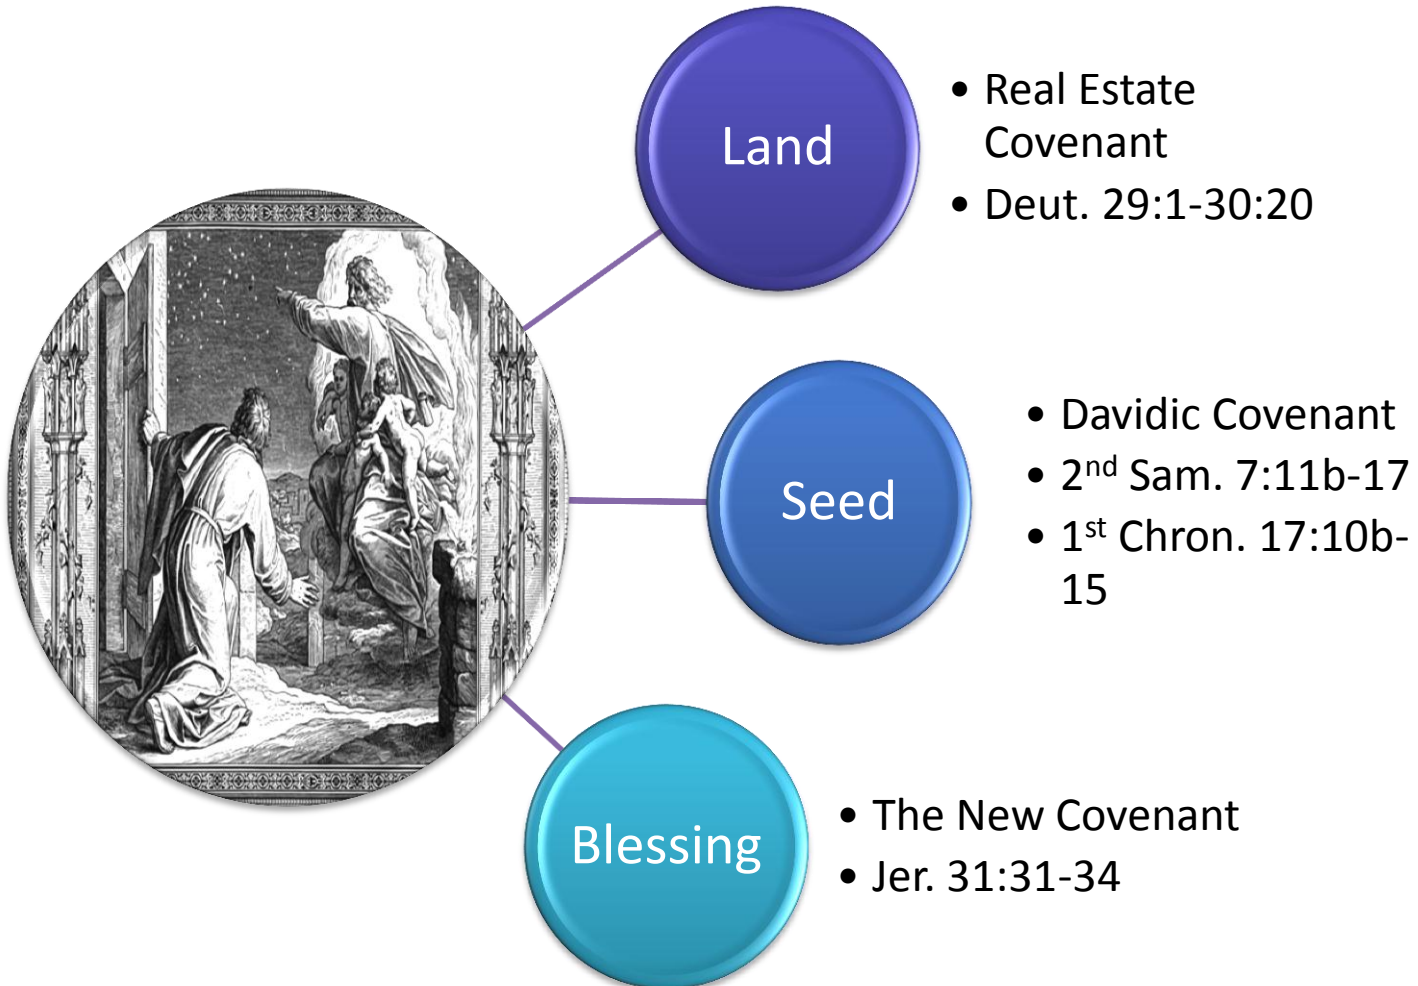 Land
• Real Estate
Covenant
• Deut. 29:1-30:20
Seed
• Davidic Covenant
• 2nd Sam. 7:11b-17
• 1st Chron. 17:10b-
15
Blessing
• The New Covenant
• Jer. 31:31-34